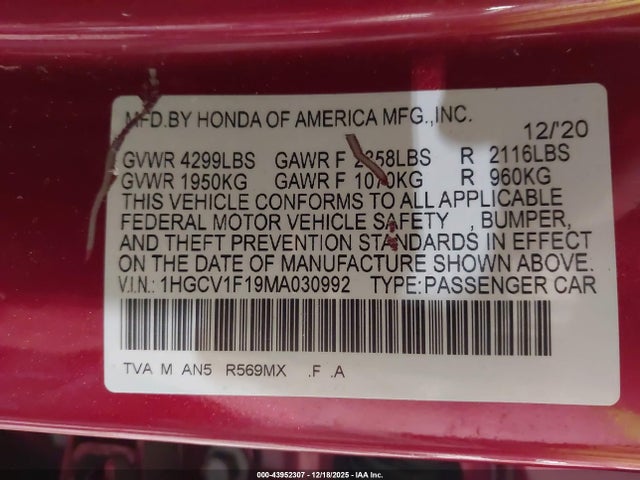 MFD.BY HONDA OF AMERICA MFG.,INC.
12/'20
GVWR 4299LBS GAWR F 2358LBS R 2116LBS
GVWR 1950KG GAWR F 1070KG R 960KG
THIS VEHICLE CONFORMS TO ALL APPLICABLE
FEDERAL MOTOR VEHICLE SAFETY , BUMPER,
AND THEFT PREVENTION STANDARDS IN EFFECT
ON THE DATE OF MANUFACTURE SHOWN ABOVE.
V.I.N.: 1HGCV1F19MA030992 TYPE:PASSENGER CAR
TVA M AN5 R569MX .F .A
000-43952307 - 12/18/2025 - IAA Inc.